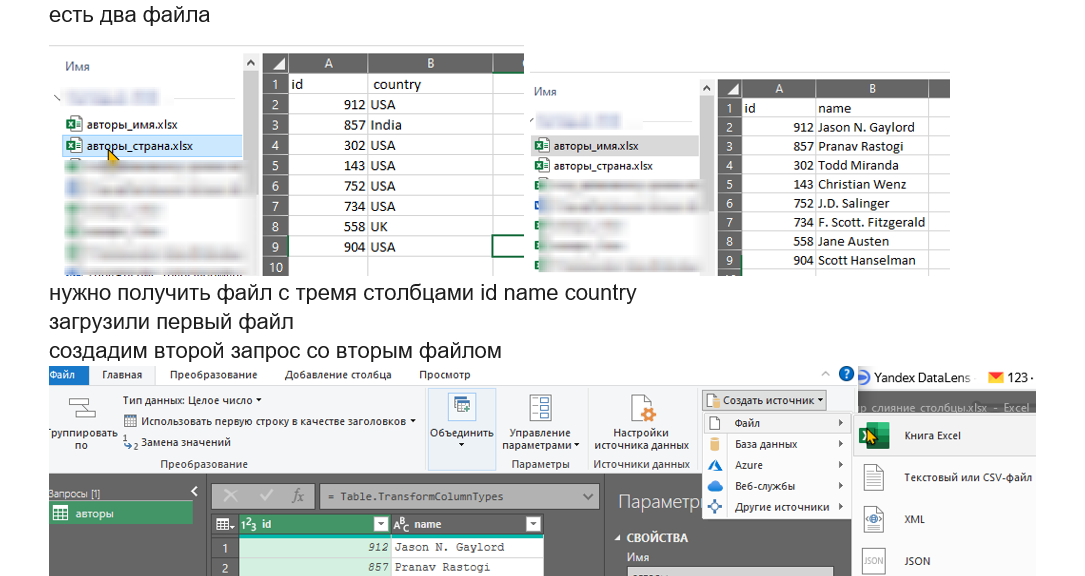 есть два файла
Имя
авторы_имя.xlsx
авторы_страна.xlsx
A B
1 id country
2 912 USA
3 857 India
4 302 USA
5 143 USA
6 752 USA
7 734 USA
8 558 UK
9 904 USA
10
Имя
авторы_имя.xlsx
авторы_страна.xlsx
A B
1 id name
2 912 Jason N. Gaylord
3 857 Pranav Rastogi
4 302 Todd Miranda
5 143 Christian Wenz
6 752 J.D. Salinger
7 734 F. Scott. Fitzgerald
8 558 Jane Austen
9 904 Scott Hanselman
нужно получить файл с тремя столбцами id name country
загрузили первый файл
создадим второй запрос со вторым файлом
Файл Главная Преобразование Добавление столбца Просмотр
?
Yandex DataLens 123
Группировать
по
Тип данных: Целое число
Использовать первую строку в качестве заголовков
1 2 Замена значений
Преобразование
Объединить
Управление
параметрами
Параметры
Настройки
источника данных
Источники данных
Создать источник
Файл
База данных
Azure
Веб-службы
Другие источники
слияние_столбцы.xlsx - Excel
Книга Excel
Текстовый или CSV-файл
XML
JSON
JSON
Запросы [1]
авторы
fx = Table.TransformColumnTypes
123 id ABC name
1 912 Jason N. Gaylord
2 857 Pranav Rastogi
Параметр
СВОЙСТВА
Имя